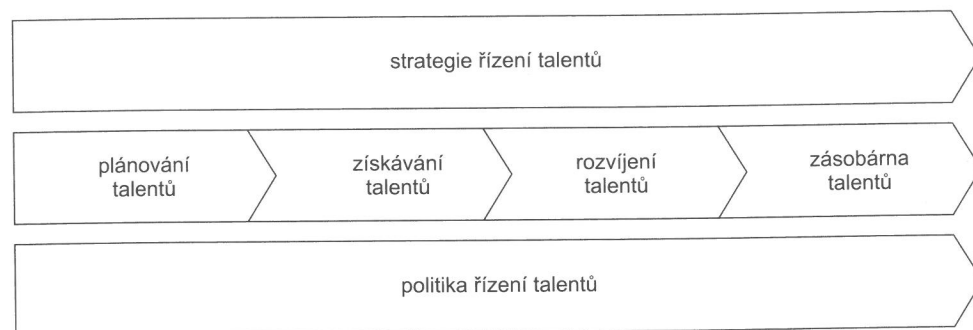 strategie řízení talentů
plánování
talentů
získávání
talentů
rozvíjení
talentů
zásobárna
talentů
politika řízení talentů